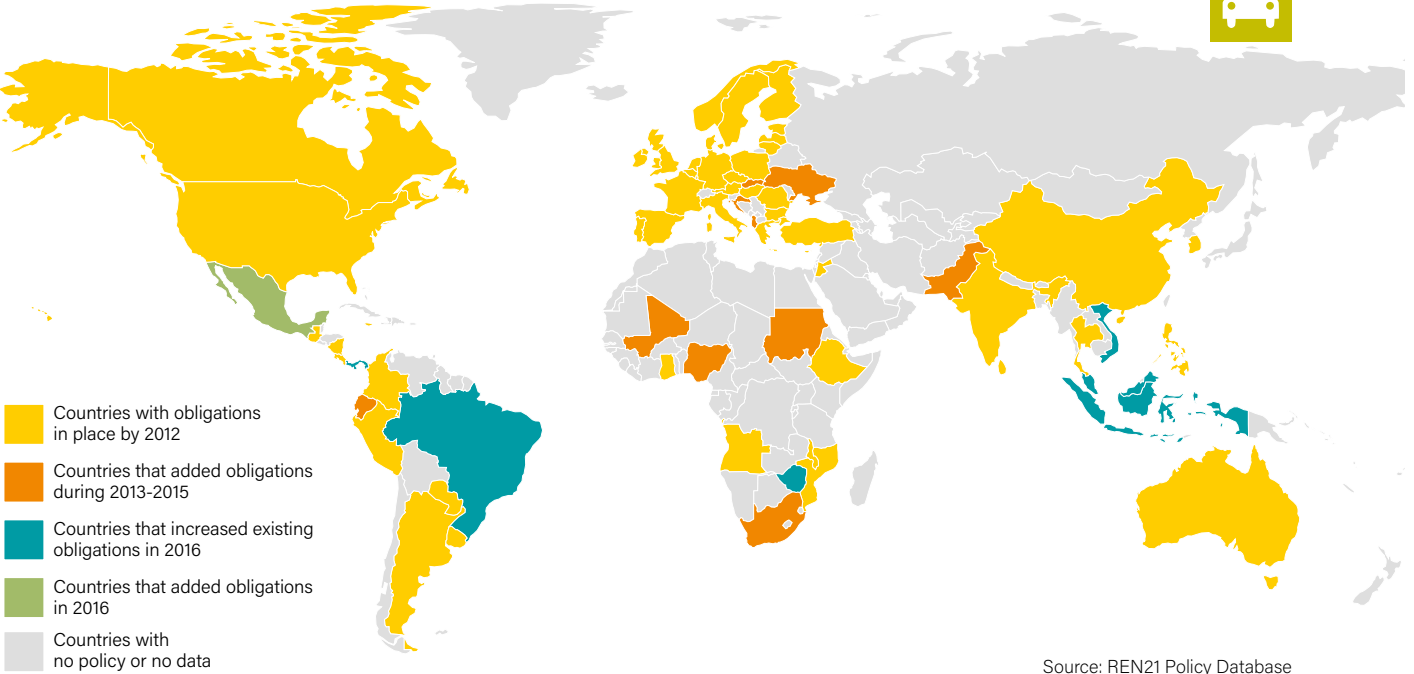 Countries with obligations
in place by 2012
Countries that added obligations
during 2013-2015
Countries that increased existing
obligations in 2016
Countries that added obligations
in 2016
Countries with
no policy or no data
Source: REN21 Policy Database